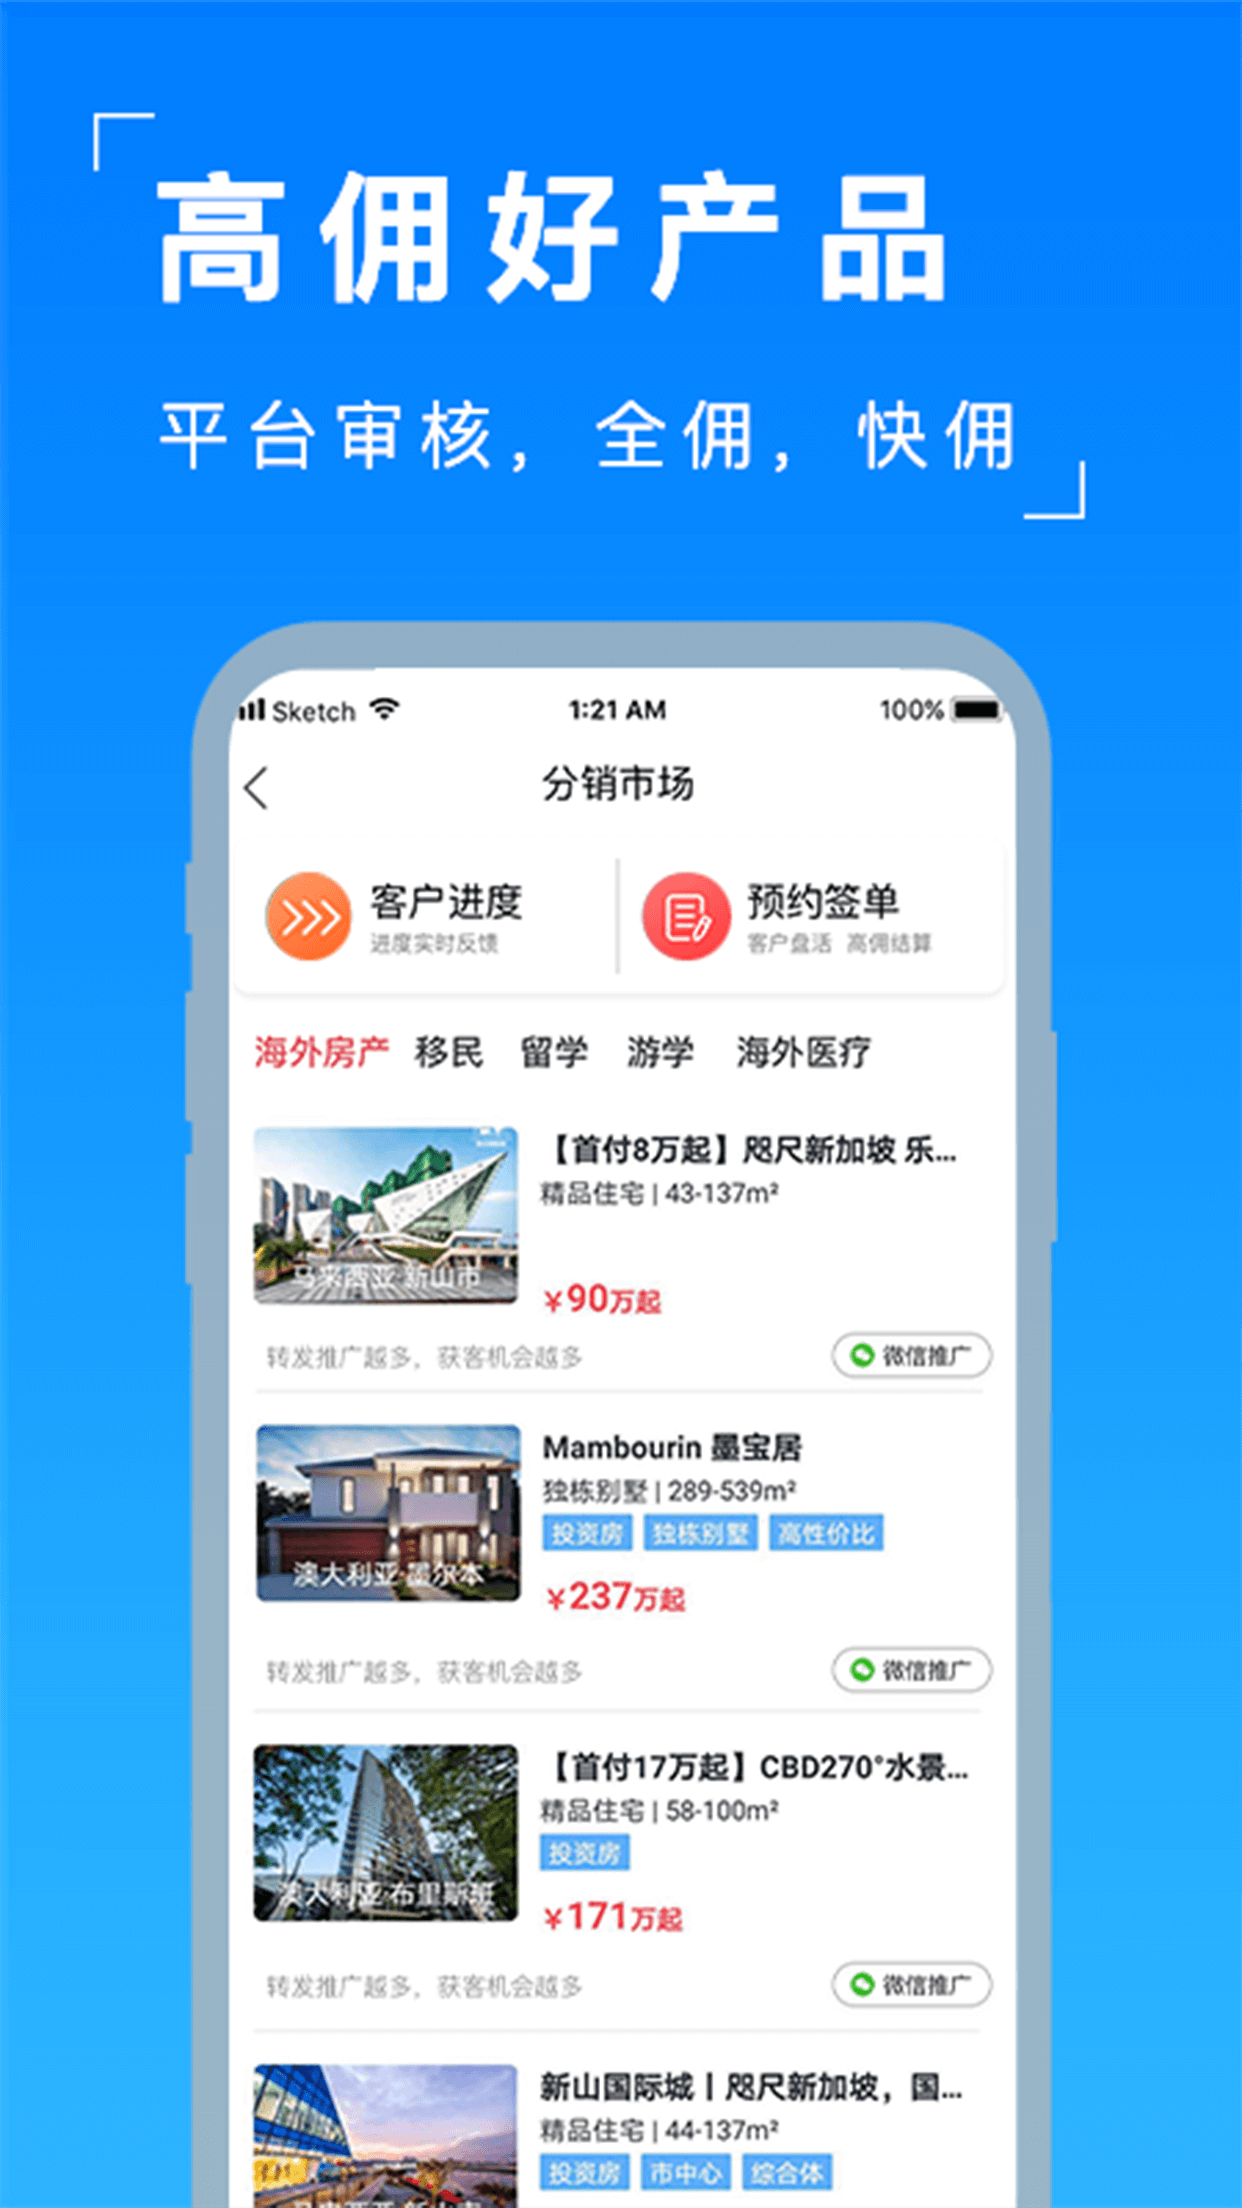 高佣好产品
平台审核，全佣，快佣
Sketch 1:21 AM 100%
分销市场
客户进度
进度实时反馈
预约签单
客户盘活 高佣结算
海外房产 移民 留学 游学 海外医疗
【首付8万起】咫尺新加坡 乐...
精品住宅 | 43-137m²
马来西亚·新山市
¥90万起
转发推广越多，获客机会越多
微信推广
Mambourin 墨宝居
独栋别墅 | 289-539m²
投资房 独栋别墅 高性价比
澳大利亚·墨尔本
¥237万起
转发推广越多，获客机会越多
微信推广
【首付17万起】CBD270°水景...
精品住宅 | 58-100m²
投资房
澳大利亚·布里斯班
¥171万起
转发推广越多，获客机会越多
微信推广
新山国际城丨咫尺新加坡，国...
精品住宅 | 44-137m²
投资房 市中心 综合体